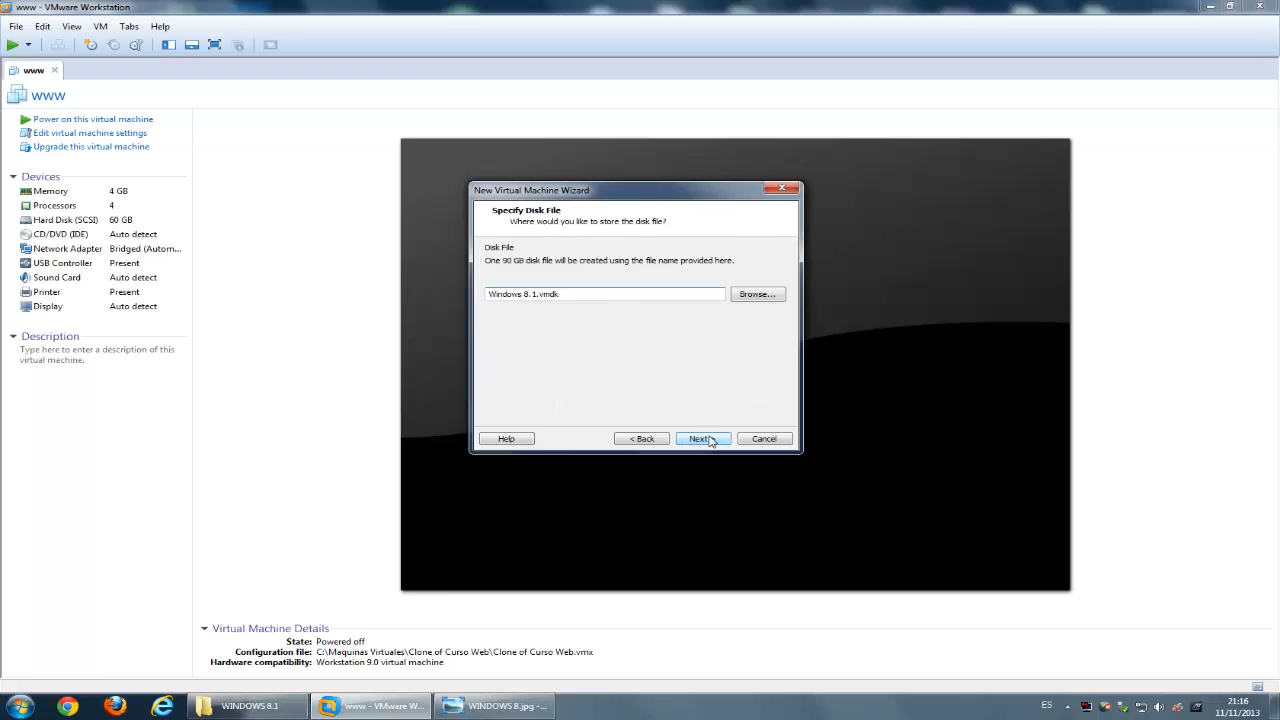 www - VMware Workstation
File Edit View VM Tabs Help
www
www
Power on this virtual machine
Edit virtual machine settings
Upgrade this virtual machine
Devices
Memory 4 GB
Processors 4
Hard Disk (SCSI) 60 GB
CD/DVD (IDE) Auto detect
Network Adapter Bridged (Autom...
USB Controller Present
Sound Card Auto detect
Printer Present
Display Auto detect
Description
Type here to enter a description of this
virtual machine.
New Virtual Machine Wizard
Specify Disk File
Where would you like to store the disk file?
Disk File
One 90 GB disk file will be created using the file name provided here.
Windows 8.1.vmdk Browse...
Help < Back Next > Cancel
Virtual Machine Details
State: Powered off
Configuration file: C:\Maquinas Virtuales\Clone of Curso Web\Clone of Curso Web.vmx
Hardware compatibility: Workstation 9.0 virtual machine
WINDOWS 8.1 www - VMware W... WINDOWS 8.jpg -... ES 21:16
11/11/2013